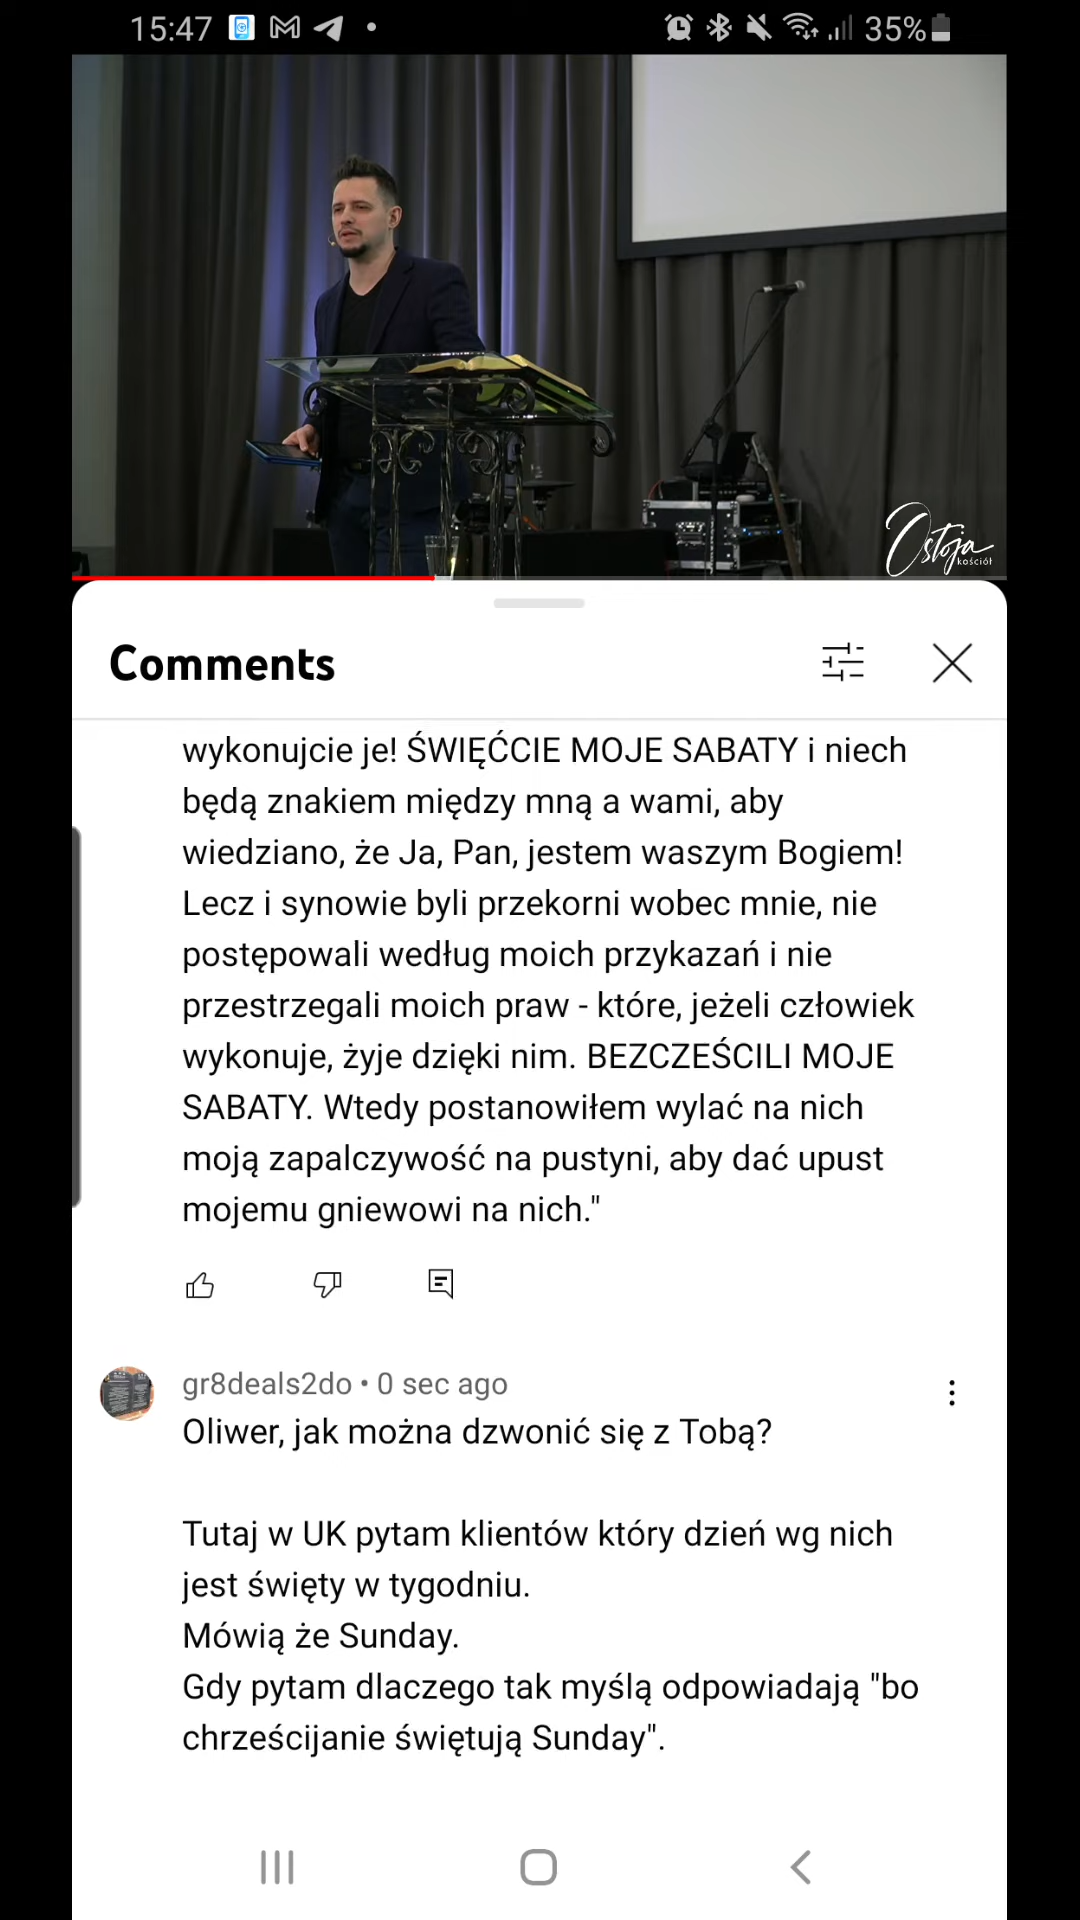 15:47
35%
Ostoja
kościół
Comments
wykonujcie je! ŚWIĘĆCIE MOJE SABATY i niech
będą znakiem między mną a wami, aby
wiedziano, że Ja, Pan, jestem waszym Bogiem!
Lecz i synowie byli przekorni wobec mnie, nie
postępowali według moich przykazań i nie
przestrzegali moich praw - które, jeżeli człowiek
wykonuje, żyje dzięki nim. BEZCZEŚCILI MOJE
SABATY. Wtedy postanowiłem wylać na nich
moją zapalczywość na pustyni, aby dać upust
mojemu gniewowi na nich."
gr8deals2do • 0 sec ago
Oliwer, jak można dzwonić się z Tobą?
Tutaj w UK pytam klientów który dzień wg nich
jest święty w tygodniu.
Mówią że Sunday.
Gdy pytam dlaczego tak myślą odpowiadają "bo
chrześcijanie świętują Sunday".